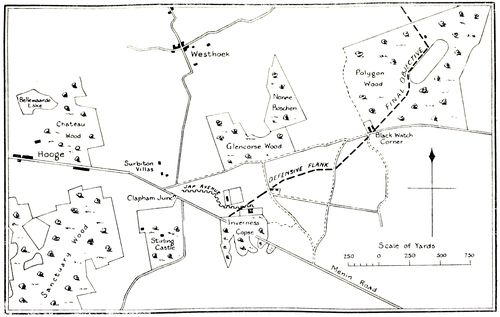 Westhoek
Bellewaarde
Lake
Chateau
Wood
Hooge
Nonne
Boschen
Glencorse Wood
Polygon
Wood
FINAL OBJECTIVE
Black Watch
Corner
Surbiton
Villas
Clapham Junc.
JAP AVENUE
DEFENSIVE FLANK
Inverness
Copse
Stirling
Castle
Sanctuary Wood
Menin Road
Scale of Yards
250 0 250 500 750